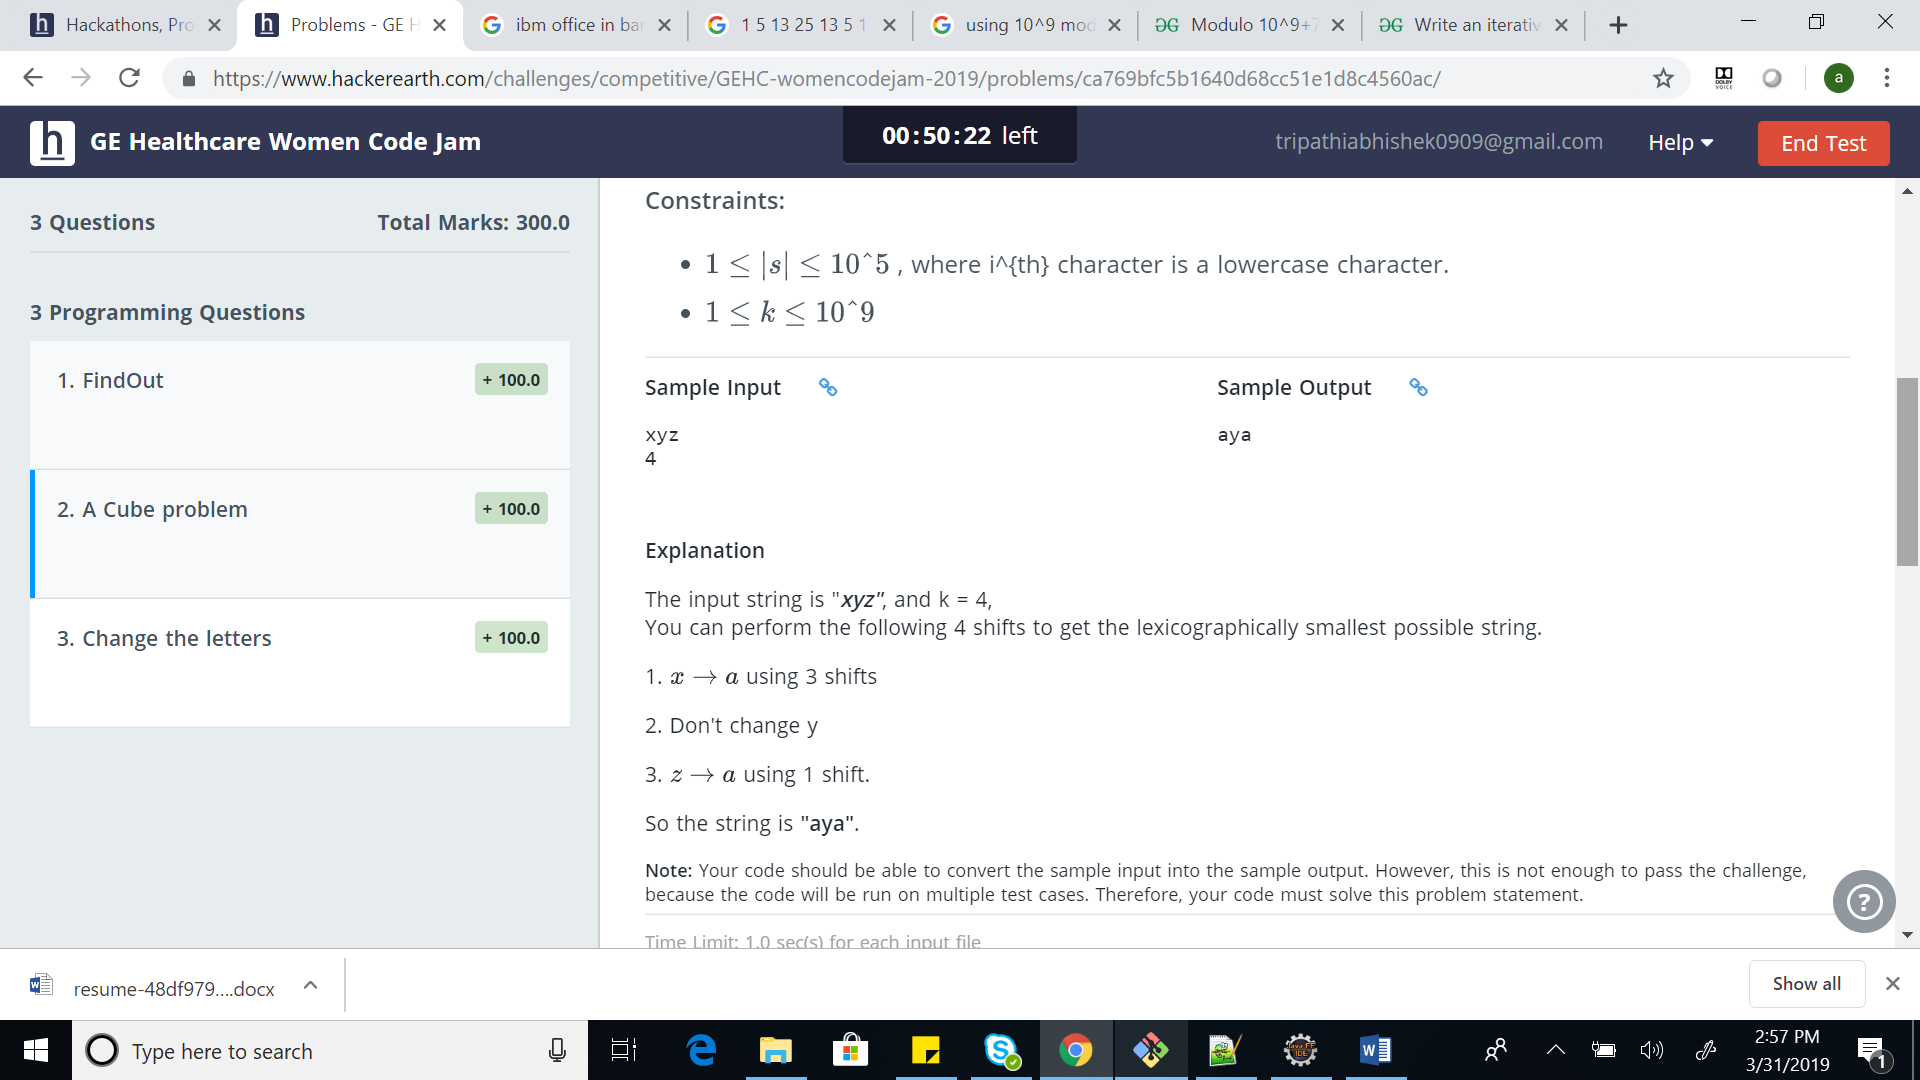 Hackathons, Pro
Problems - GE H
ibm office in ban
1 5 13 25 13 5 1
using 10^9 mod
Modulo 10^9+7
Write an iterativ
https://www.hackerearth.com/challenges/competitive/GEHC-womencodejam-2019/problems/ca769bfc5b1640d68cc51e1d8c4560ac/
DOLBY VOICE
a
h GE Healthcare Women Code Jam
00:50:22 left
tripathiabhishek0909@gmail.com
Help
End Test
3 Questions
Total Marks: 300.0
3 Programming Questions
1. FindOut
+ 100.0
2. A Cube problem
+ 100.0
3. Change the letters
+ 100.0
Constraints:
• 1 ≤ |s| ≤ 10^5 , where i^{th} character is a lowercase character.
• 1 ≤ k ≤ 10^9
Sample Input
xyz
4
Sample Output
aya
Explanation
The input string is "xyz", and k = 4,
You can perform the following 4 shifts to get the lexicographically smallest possible string.
1. x → a using 3 shifts
2. Don't change y
3. z → a using 1 shift.
So the string is "aya".
Note: Your code should be able to convert the sample input into the sample output. However, this is not enough to pass the challenge,
because the code will be run on multiple test cases. Therefore, your code must solve this problem statement.
Time Limit: 1.0 sec(s) for each input file
?
resume-48df979....docx
Show all
Type here to search
2:57 PM
3/31/2019
1